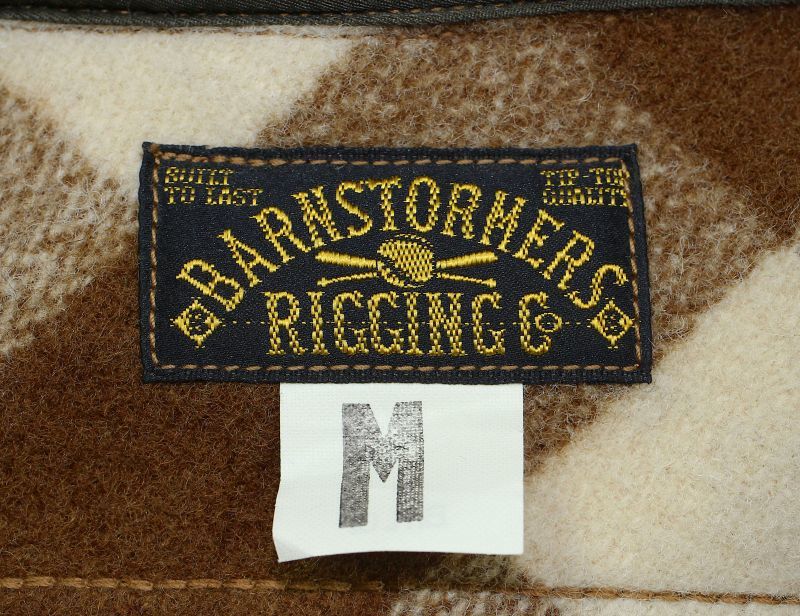 BUILT
TO LAST
TIP-TOP
QUALITY
BARNSTORMERS
RIGGING Co
B B
M